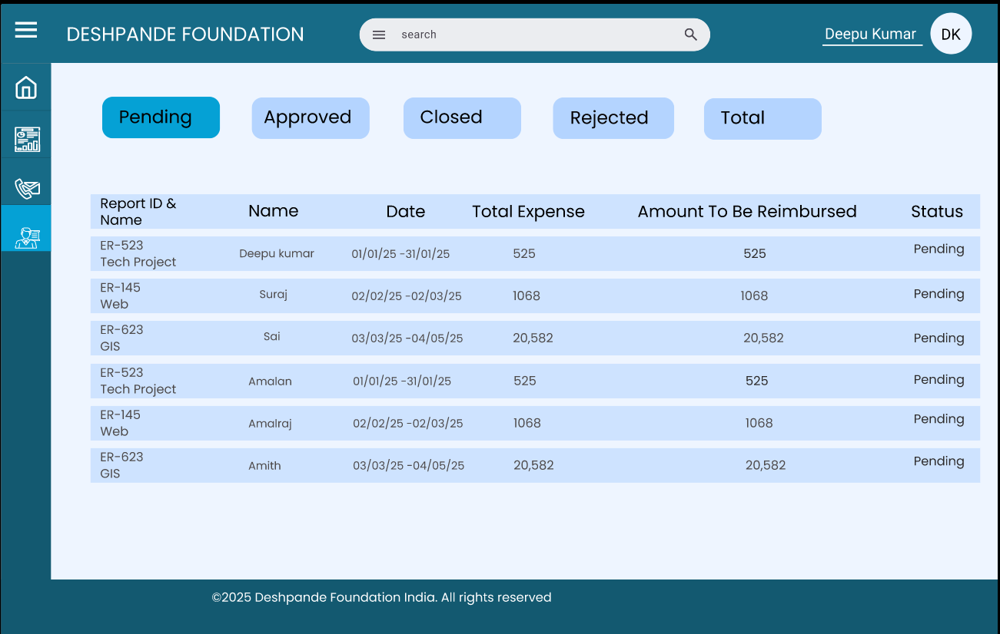 DESHPANDE FOUNDATION search Deepu Kumar DK
Pending Approved Closed Rejected Total
Report ID & Name Name Date Total Expense Amount To Be Reimbursed Status
ER-523 Tech Project Deepu kumar 01/01/25 -31/01/25 525 525 Pending
ER-145 Web Suraj 02/02/25 -02/03/25 1068 1068 Pending
ER-623 GIS Sai 03/03/25 -04/05/25 20,582 20,582 Pending
ER-523 Tech Project Amalan 01/01/25 -31/01/25 525 525 Pending
ER-145 Web Amalraj 02/02/25 -02/03/25 1068 1068 Pending
ER-623 GIS Amith 03/03/25 -04/05/25 20,582 20,582 Pending
©2025 Deshpande Foundation India. All rights reserved